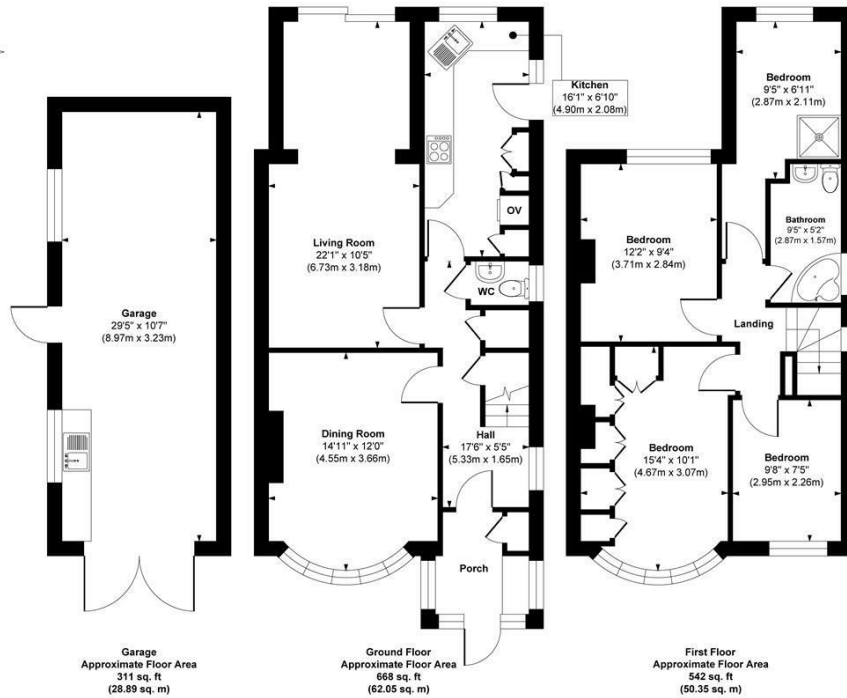 Garage
29'5" x 10'7"
(8.97m x 3.23m)
Garage
Approximate Floor Area
311 sq. ft
(28.89 sq. m)
Kitchen
16'1" x 6'10"
(4.90m x 2.08m)
OV
Living Room
22'1" x 10'5"
(6.73m x 3.18m)
WC
Dining Room
14'11" x 12'0"
(4.55m x 3.66m)
Hall
17'6" x 5'5"
(5.33m x 1.65m)
Porch
Ground Floor
Approximate Floor Area
668 sq. ft
(62.05 sq. m)
Bedroom
9'5" x 6'11"
(2.87m x 2.11m)
Bedroom
12'2" x 9'4"
(3.71m x 2.84m)
Bathroom
9'5" x 5'2"
(2.87m x 1.57m)
Landing
Bedroom
15'4" x 10'1"
(4.67m x 3.07m)
Bedroom
9'8" x 7'5"
(2.95m x 2.26m)
First Floor
Approximate Floor Area
542 sq. ft
(50.35 sq. m)